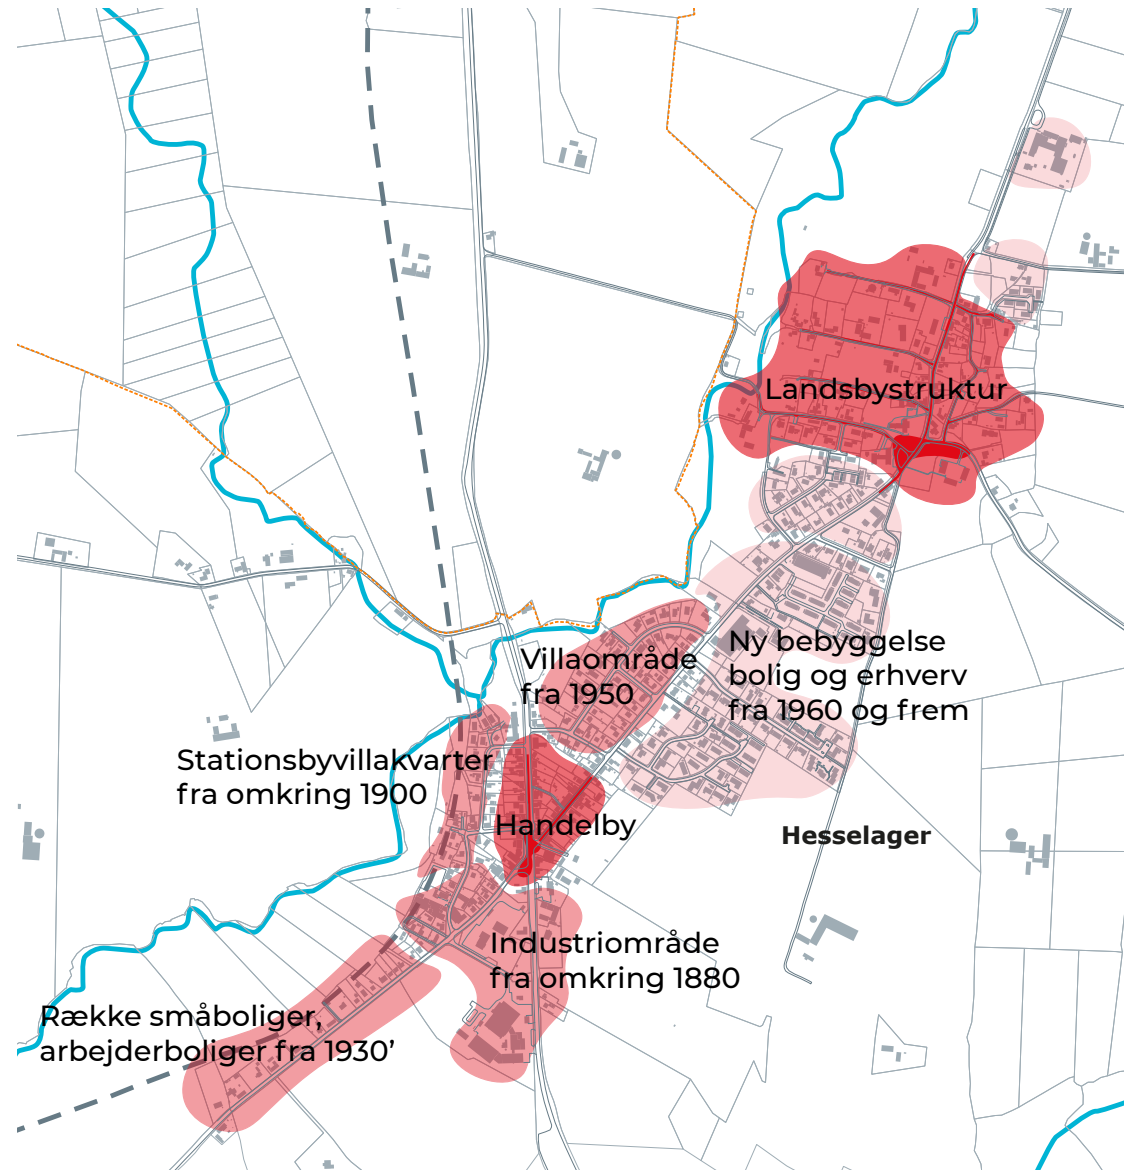 Landsbystruktur
Ny bebyggelse
bolig og erhverv
fra 1960 og frem
Villaområde
fra 1950
Stationsbyvillakvarter
fra omkring 1900
Handelby
Hesselager
Industriområde
fra omkring 1880
Række småboliger,
arbejderboliger fra 1930’